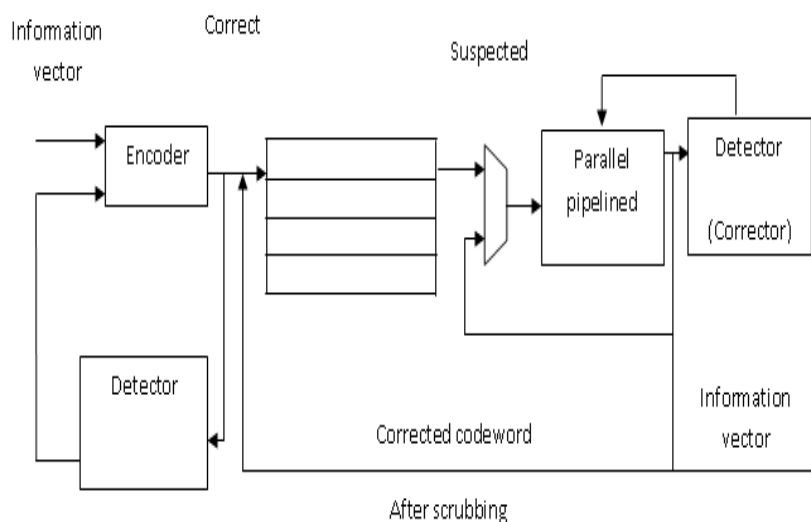 Information
vector
Correct
Suspected
Encoder
Parallel
pipelined
Detector
(Corrector)
Detector
Corrected codeword
Information
vector
After scrubbing